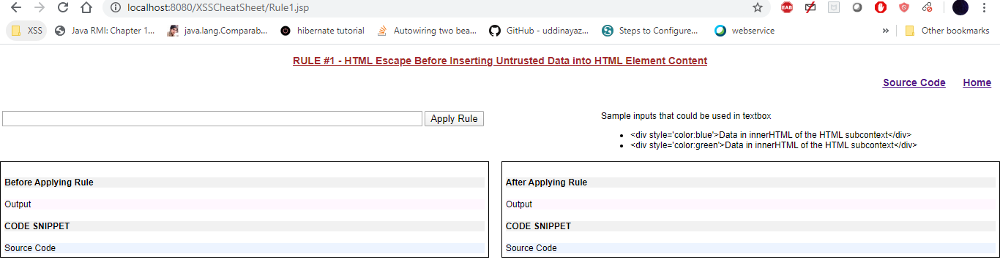 localhost:8080/XSSCheatSheet/Rule1.jsp
EAB
XSS Java RMI: Chapter 1... java.lang.Comparab... hibernate tutorial Autowiring two bea... GitHub - uddinayaz... Steps to Configure... webservice » Other bookmarks
RULE #1 - HTML Escape Before Inserting Untrusted Data into HTML Element Content
Source Code Home
Apply Rule
Sample inputs that could be used in textbox
• <div style='color:blue'>Data in innerHTML of the HTML subcontext</div>
• <div style='color:green'>Data in innerHTML of the HTML subcontext</div>
Before Applying Rule
Output
CODE SNIPPET
Source Code
After Applying Rule
Output
CODE SNIPPET
Source Code